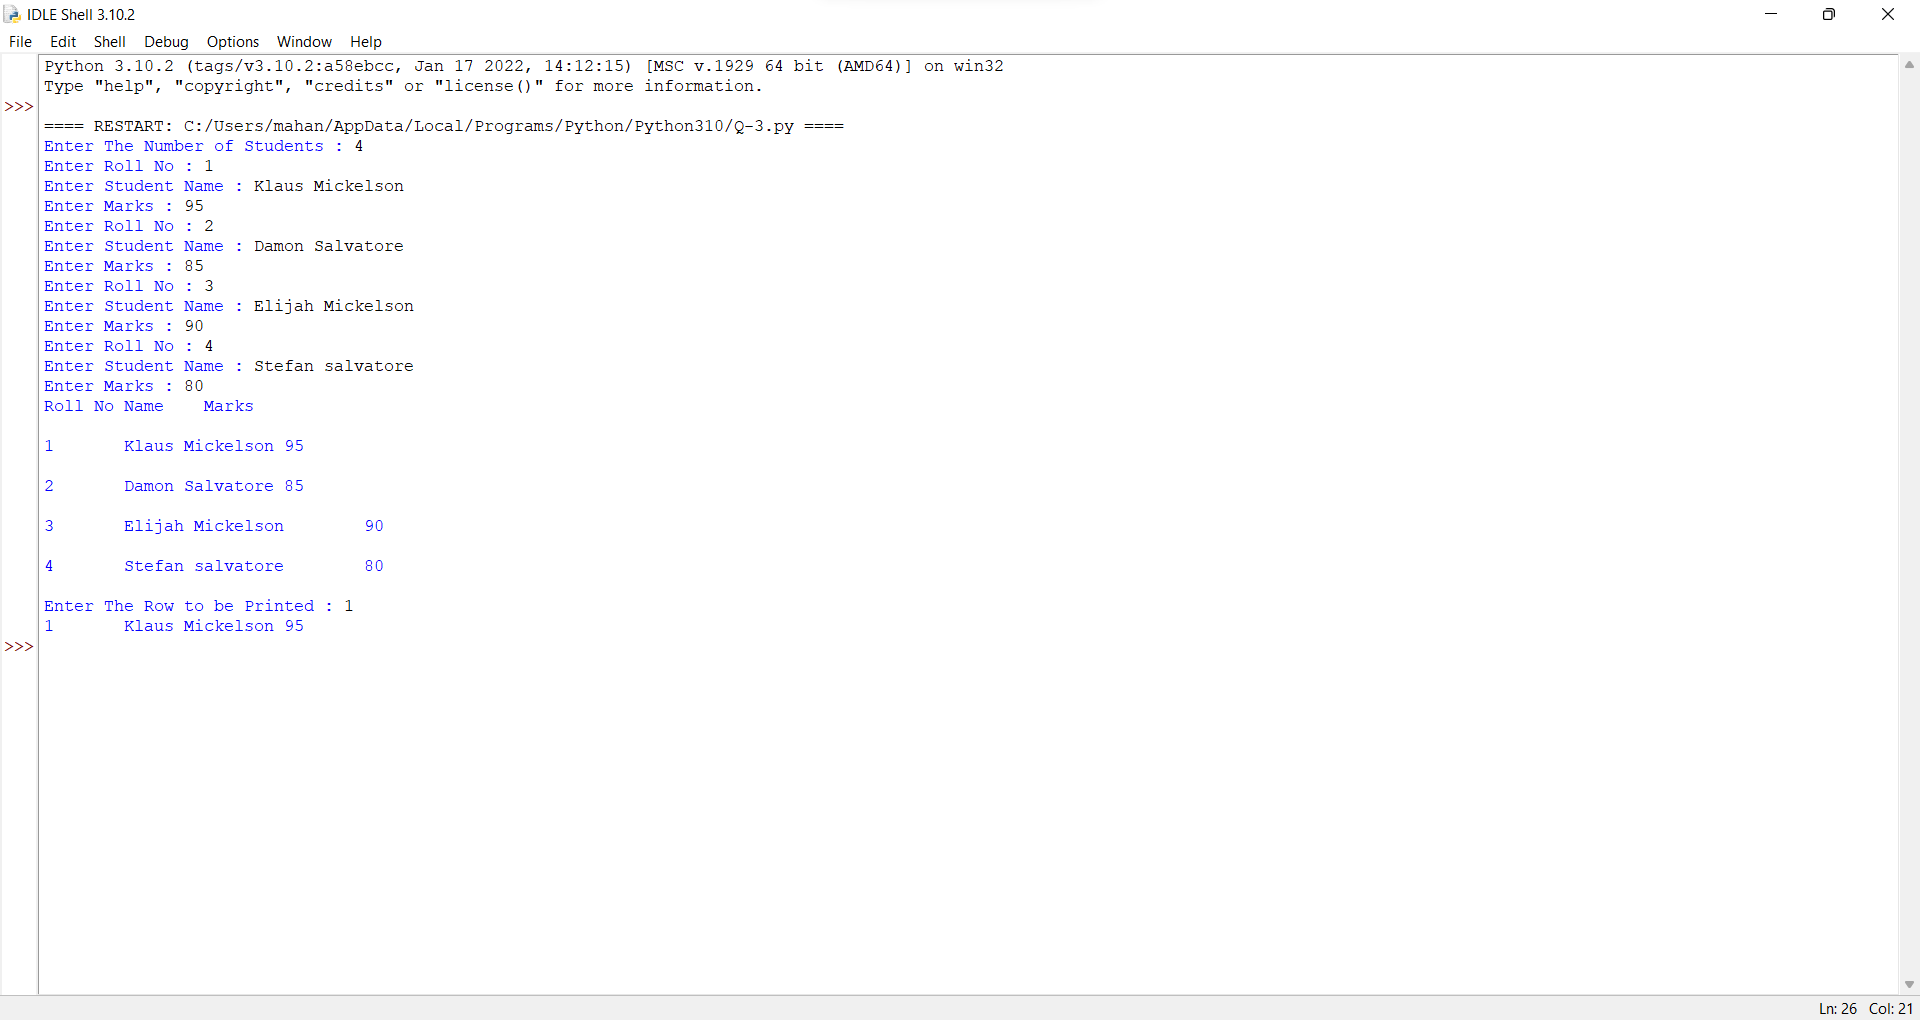 IDLE Shell 3.10.2
File Edit Shell Debug Options Window Help
Python 3.10.2 (tags/v3.10.2:a58ebcc, Jan 17 2022, 14:12:15) [MSC v.1929 64 bit (AMD64)] on win32
Type "help", "copyright", "credits" or "license()" for more information.
>>>
==== RESTART: C:/Users/mahan/AppData/Local/Programs/Python/Python310/Q-3.py ====
Enter The Number of Students : 4
Enter Roll No : 1
Enter Student Name : Klaus Mickelson
Enter Marks : 95
Enter Roll No : 2
Enter Student Name : Damon Salvatore
Enter Marks : 85
Enter Roll No : 3
Enter Student Name : Elijah Mickelson
Enter Marks : 90
Enter Roll No : 4
Enter Student Name : Stefan salvatore
Enter Marks : 80
Roll No Name    Marks
1       Klaus Mickelson 95
2       Damon Salvatore 85
3       Elijah Mickelson        90
4       Stefan salvatore        80
Enter The Row to be Printed : 1
1       Klaus Mickelson 95
>>>
Ln: 26 Col: 21